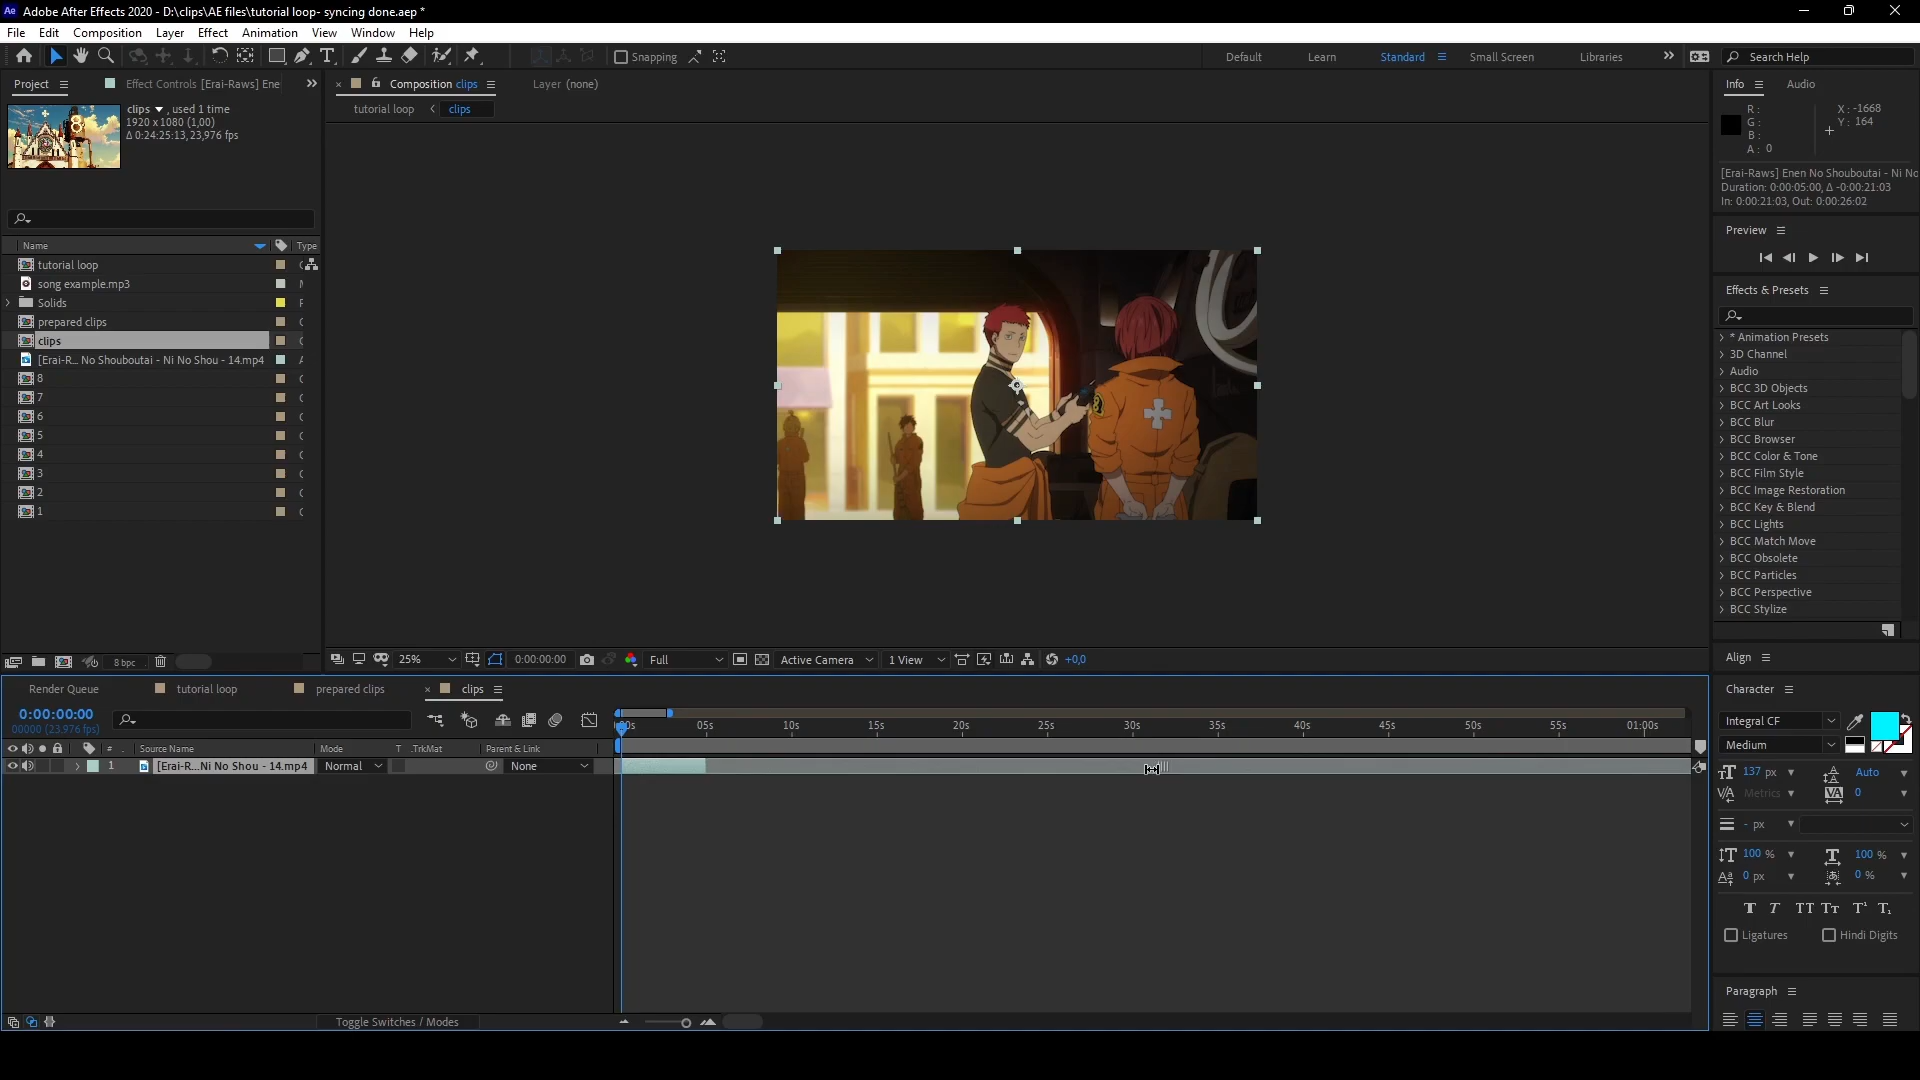 Adobe After Effects 2020 - D:\clips\AE files\tutorial loop- syncing done.aep *
File Edit Composition Layer Effect Animation View Window Help
Snapping
Default Learn Standard Small Screen Libraries
Search Help
Project
Effect Controls [Erai-Raws] Ene
Composition clips
Layer (none)
tutorial loop clips
clips , used 1 time
1920 x 1080 (1,00)
Δ 0:24:25:13, 23,976 fps
Name Type
tutorial loop
song example.mp3
Solids
prepared clips
clips
[Erai-R... No Shouboutai - Ni No Shou - 14.mp4
8
7
6
5
4
3
2
1
8 bpc
25%
0:00:00:00
Full
Active Camera
1 View
+0,0
Info Audio
R :
G :
B :
A : 0
X : -1668
Y : 164
[Erai-Raws] Enen No Shouboutai - Ni No
Duration: 0:00:05:00, Δ -0:00:21:03
In: 0:00:21:03, Out: 0:00:26:02
Preview
Effects & Presets
* Animation Presets
3D Channel
Audio
BCC 3D Objects
BCC Art Looks
BCC Blur
BCC Browser
BCC Color & Tone
BCC Film Style
BCC Image Restoration
BCC Key & Blend
BCC Lights
BCC Match Move
BCC Obsolete
BCC Particles
BCC Perspective
BCC Stylize
Align
Render Queue
tutorial loop
prepared clips
clips
0:00:00:00
00000 (23.976 fps)
# Source Name Mode T .TrkMat Parent & Link
1 [Erai-R...Ni No Shou - 14.mp4 Normal None
05s 10s 15s 20s 25s 30s 35s 40s 45s 50s 55s 01:00s
Toggle Switches / Modes
Character
Integral CF
Medium
137 px Auto
Metrics 0
- px
100 % 100 %
0 px 0 %
Ligatures Hindi Digits
Paragraph